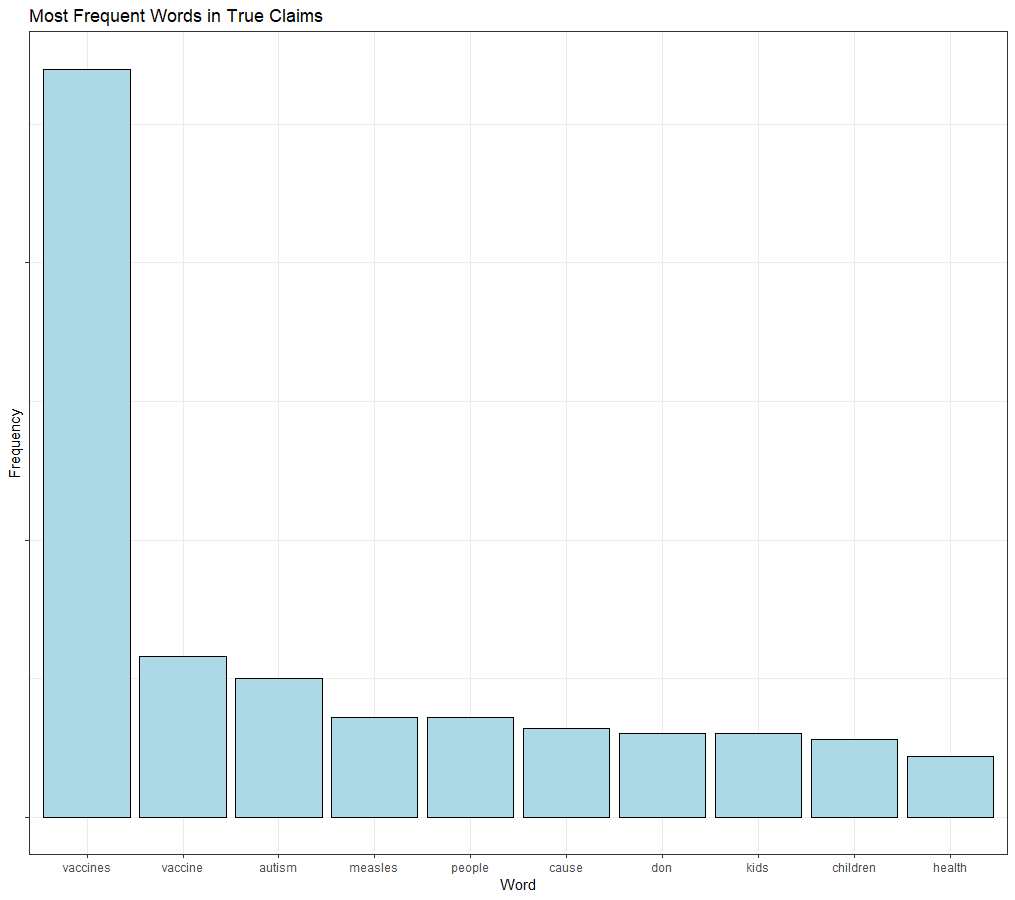 Most Frequent Words in True Claims
Frequency
vaccines vaccine autism measles people cause don kids children health
Word